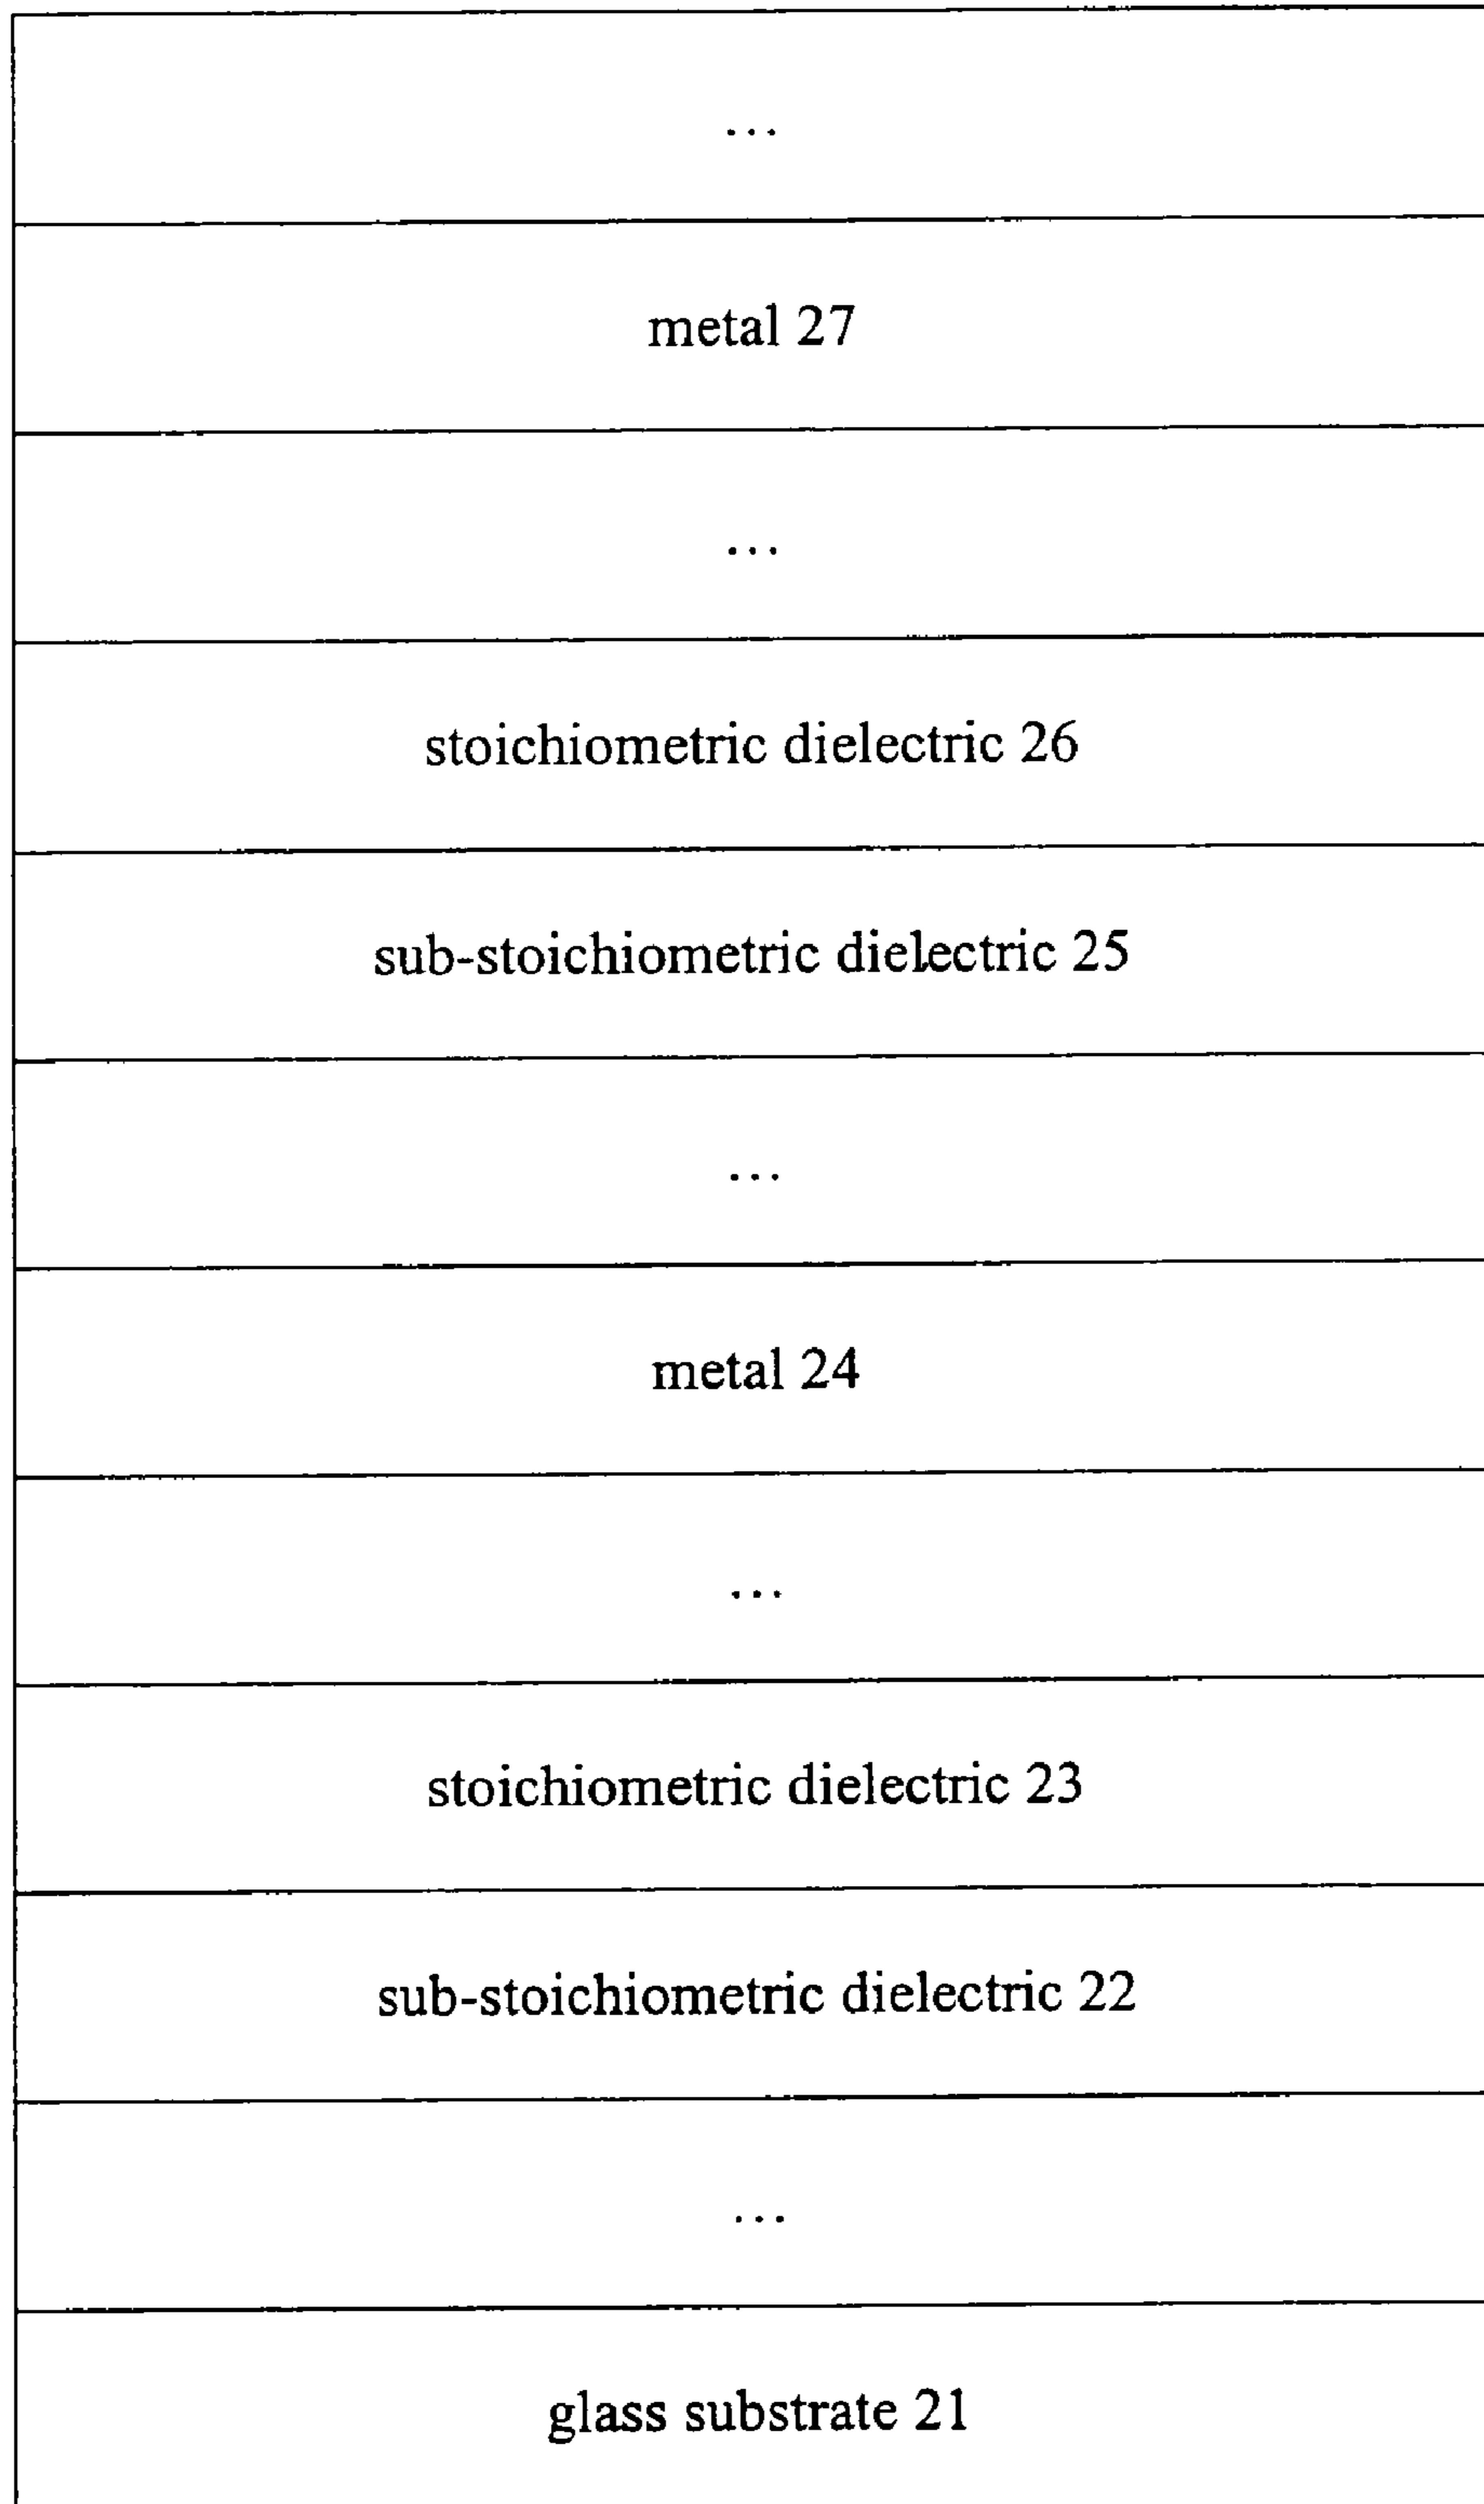 ...
metal 27
...
stoichiometric dielectric 26
sub-stoichiometric dielectric 25
...
metal 24
...
stoichiometric dielectric 23
sub-stoichiometric dielectric 22
...
glass substrate 21